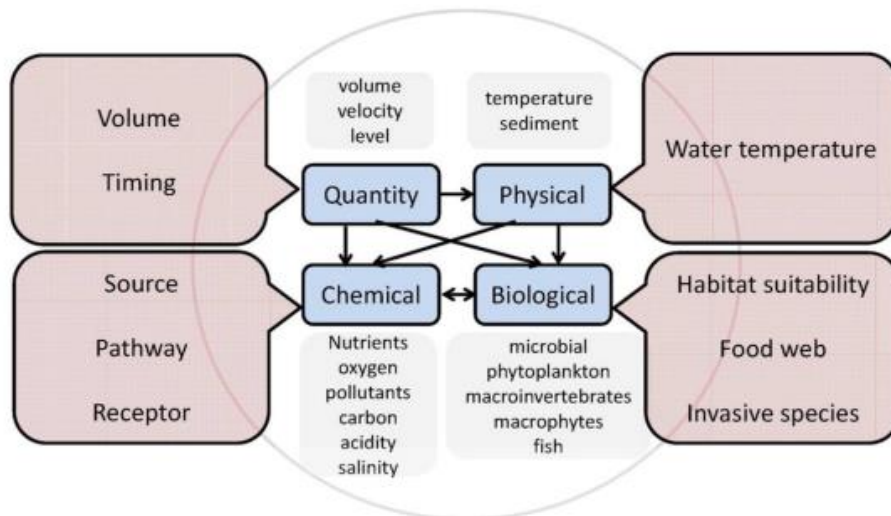 Volume
Timing
volume
velocity
level
temperature
sediment
Water temperature
Quantity
Physical
Source
Pathway
Receptor
Chemical
Biological
Habitat suitability
Food web
Invasive species
Nutrients
oxygen
pollutants
carbon
acidity
salinity
microbial
phytoplankton
macroinvertebrates
macrophytes
fish